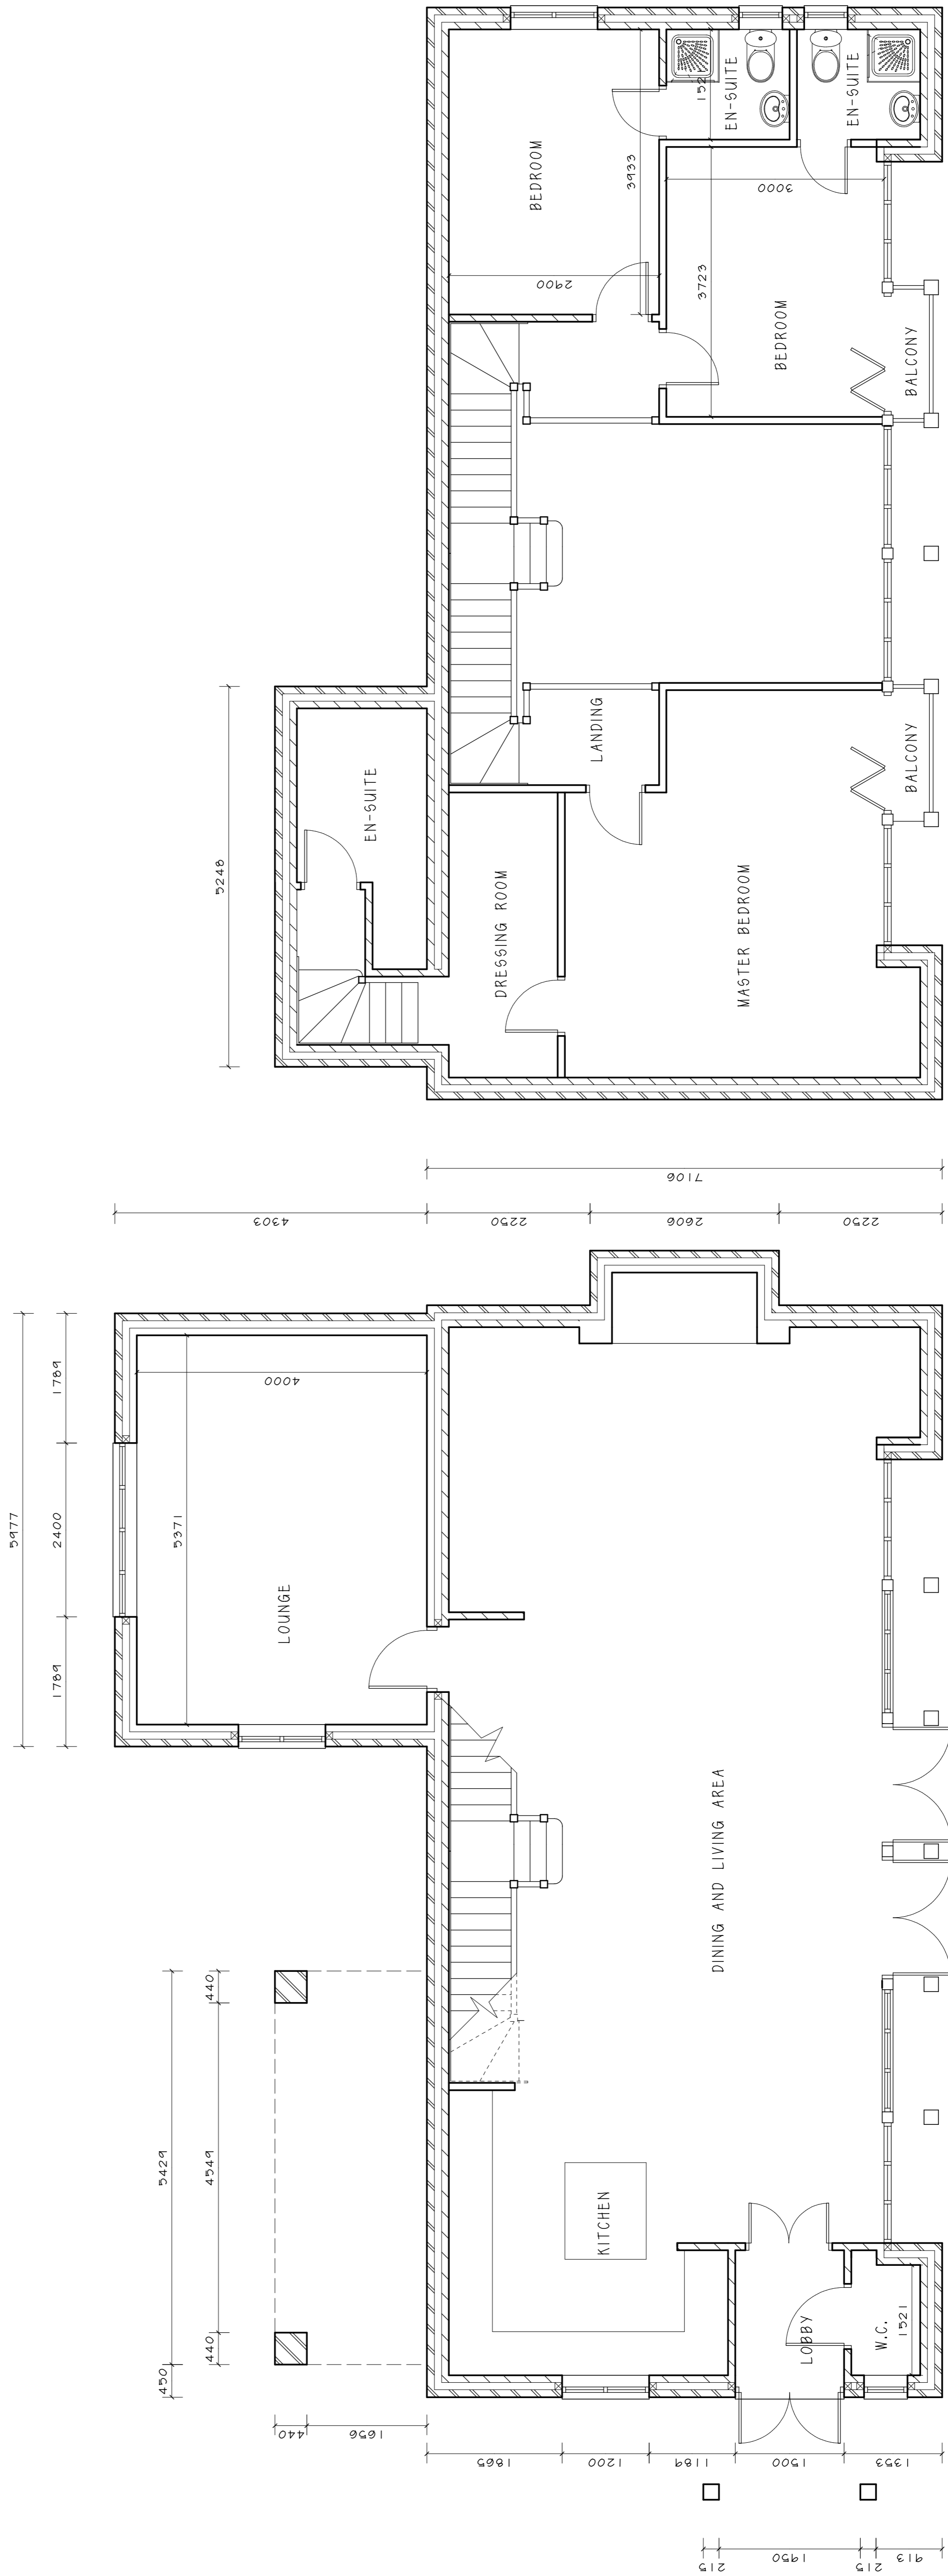 BEDROOM
3933
2900
152
EN-SUITE
EN-SUITE
3000
3723
BEDROOM
BALCONY
LANDING
BALCONY
EN-SUITE
5248
DRESSING ROOM
MASTER BEDROOM
7106
4303
2250
2606
2250
5977
1789
2400
1789
4000
5371
LOUNGE
DINING AND LIVING AREA
5429
440
4549
440
450
KITCHEN
LOBBY
W.C.
1521
440
1656
1865
1200
1189
1500
1353
215
1950
215
913